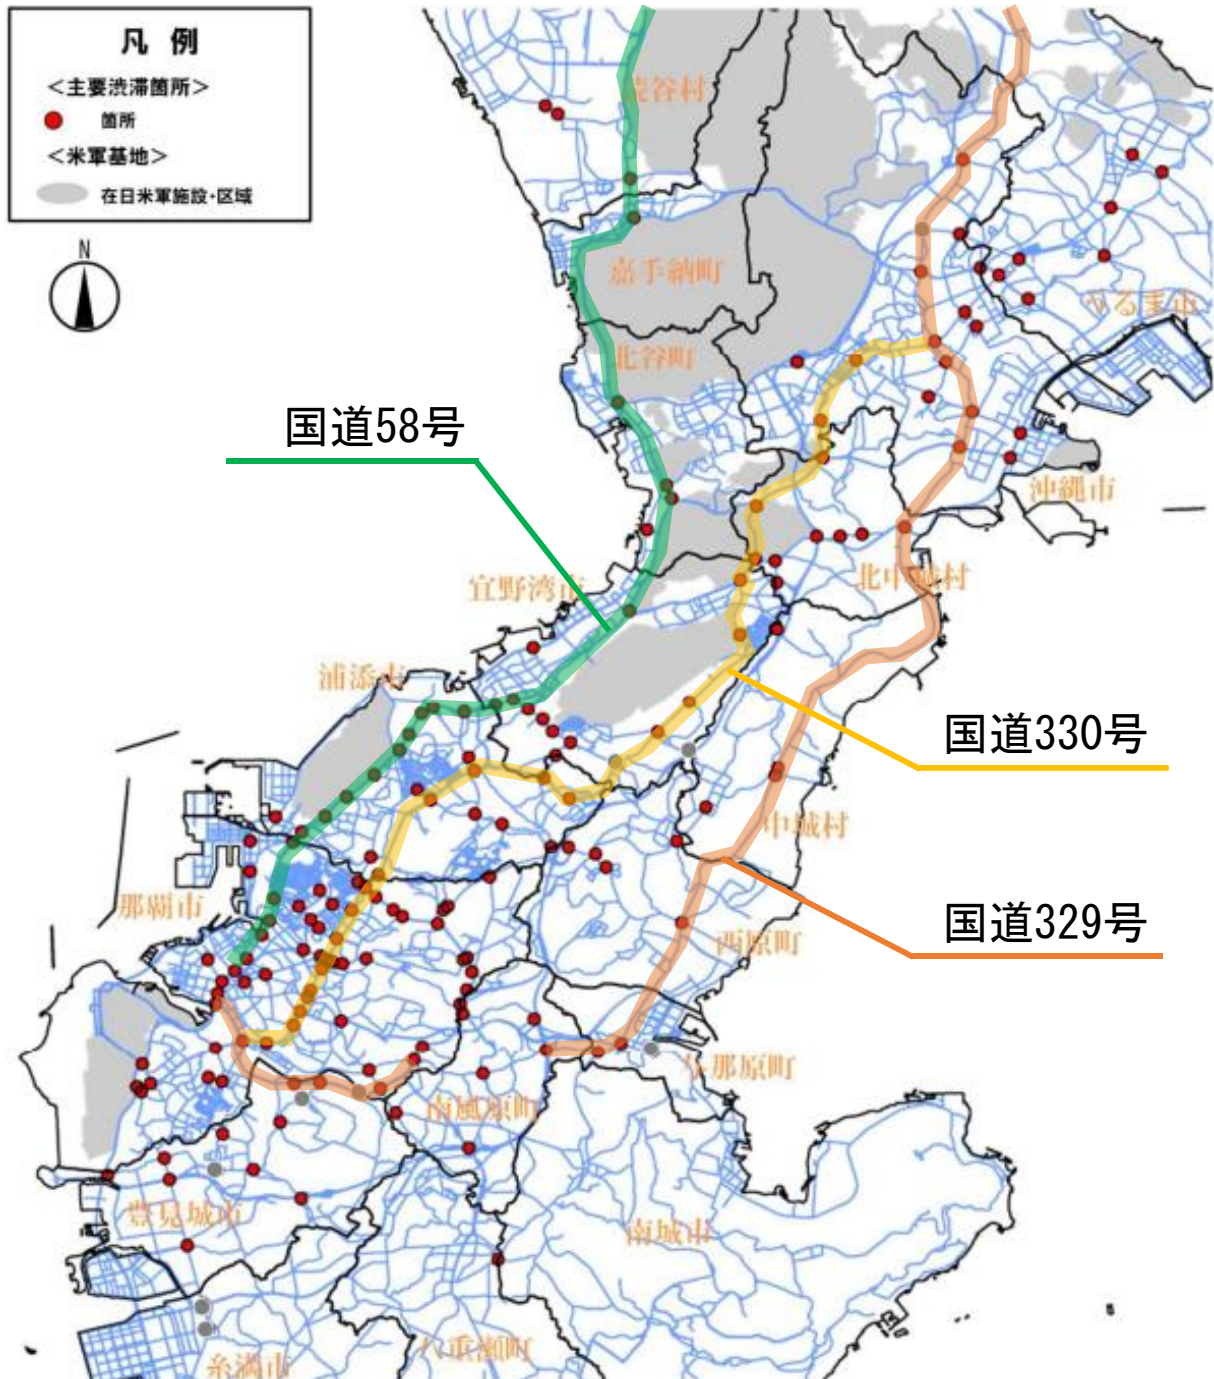 凡 例
<主要渋滞箇所>
箇所
<米軍基地>
在日米軍施設・区域
N
読谷村
嘉手納町
うるま市
北谷町
国道58号
沖縄市
宜野湾市
北中城村
浦添市
国道330号
中城村
那覇市
国道329号
西原町
与那原町
南風原町
豊見城市
南城市
八重瀬町
糸満市